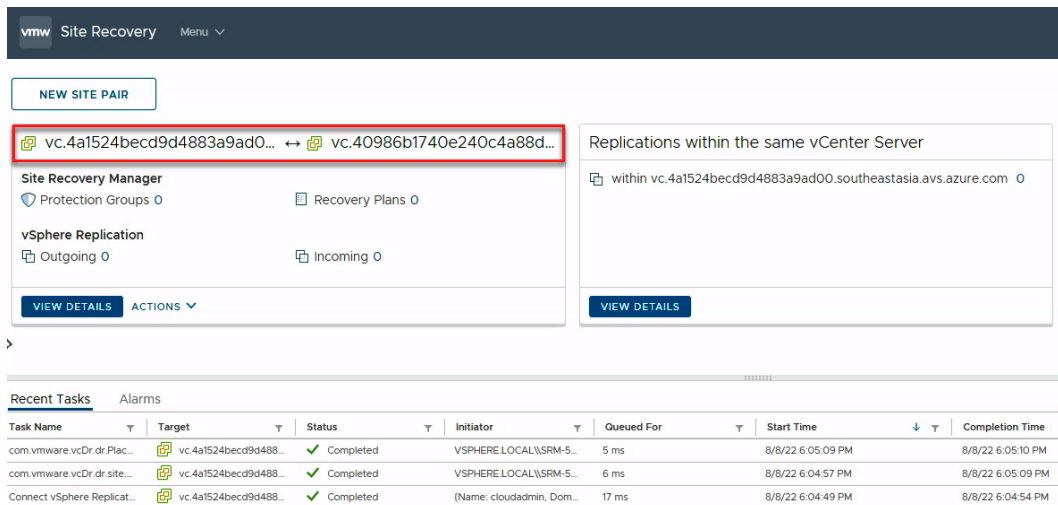 vmw Site Recovery Menu
NEW SITE PAIR
vc.4a1524becd9d4883a9ad0... ↔ vc.40986b1740e240c4a88d...
Site Recovery Manager
Protection Groups 0 Recovery Plans 0
vSphere Replication
Outgoing 0 Incoming 0
VIEW DETAILS ACTIONS
Replications within the same vCenter Server
within vc.4a1524becd9d4883a9ad00.southeastasia.avs.azure.com 0
VIEW DETAILS
Recent Tasks Alarms
Task Name Target Status Initiator Queued For Start Time Completion Time
com.vmware.vcDr.dr.Plac... vc.4a1524becd9d488... Completed VSPHERE.LOCAL\\SRM-5... 5 ms 8/8/22 6:05:09 PM 8/8/22 6:05:10 PM
com.vmware.vcDr.dr.site... vc.4a1524becd9d488... Completed VSPHERE.LOCAL\\SRM-5... 6 ms 8/8/22 6:04:57 PM 8/8/22 6:05:09 PM
Connect vSphere Replicat... vc.4a1524becd9d488... Completed (Name: cloudadmin, Dom... 17 ms 8/8/22 6:04:49 PM 8/8/22 6:04:54 PM